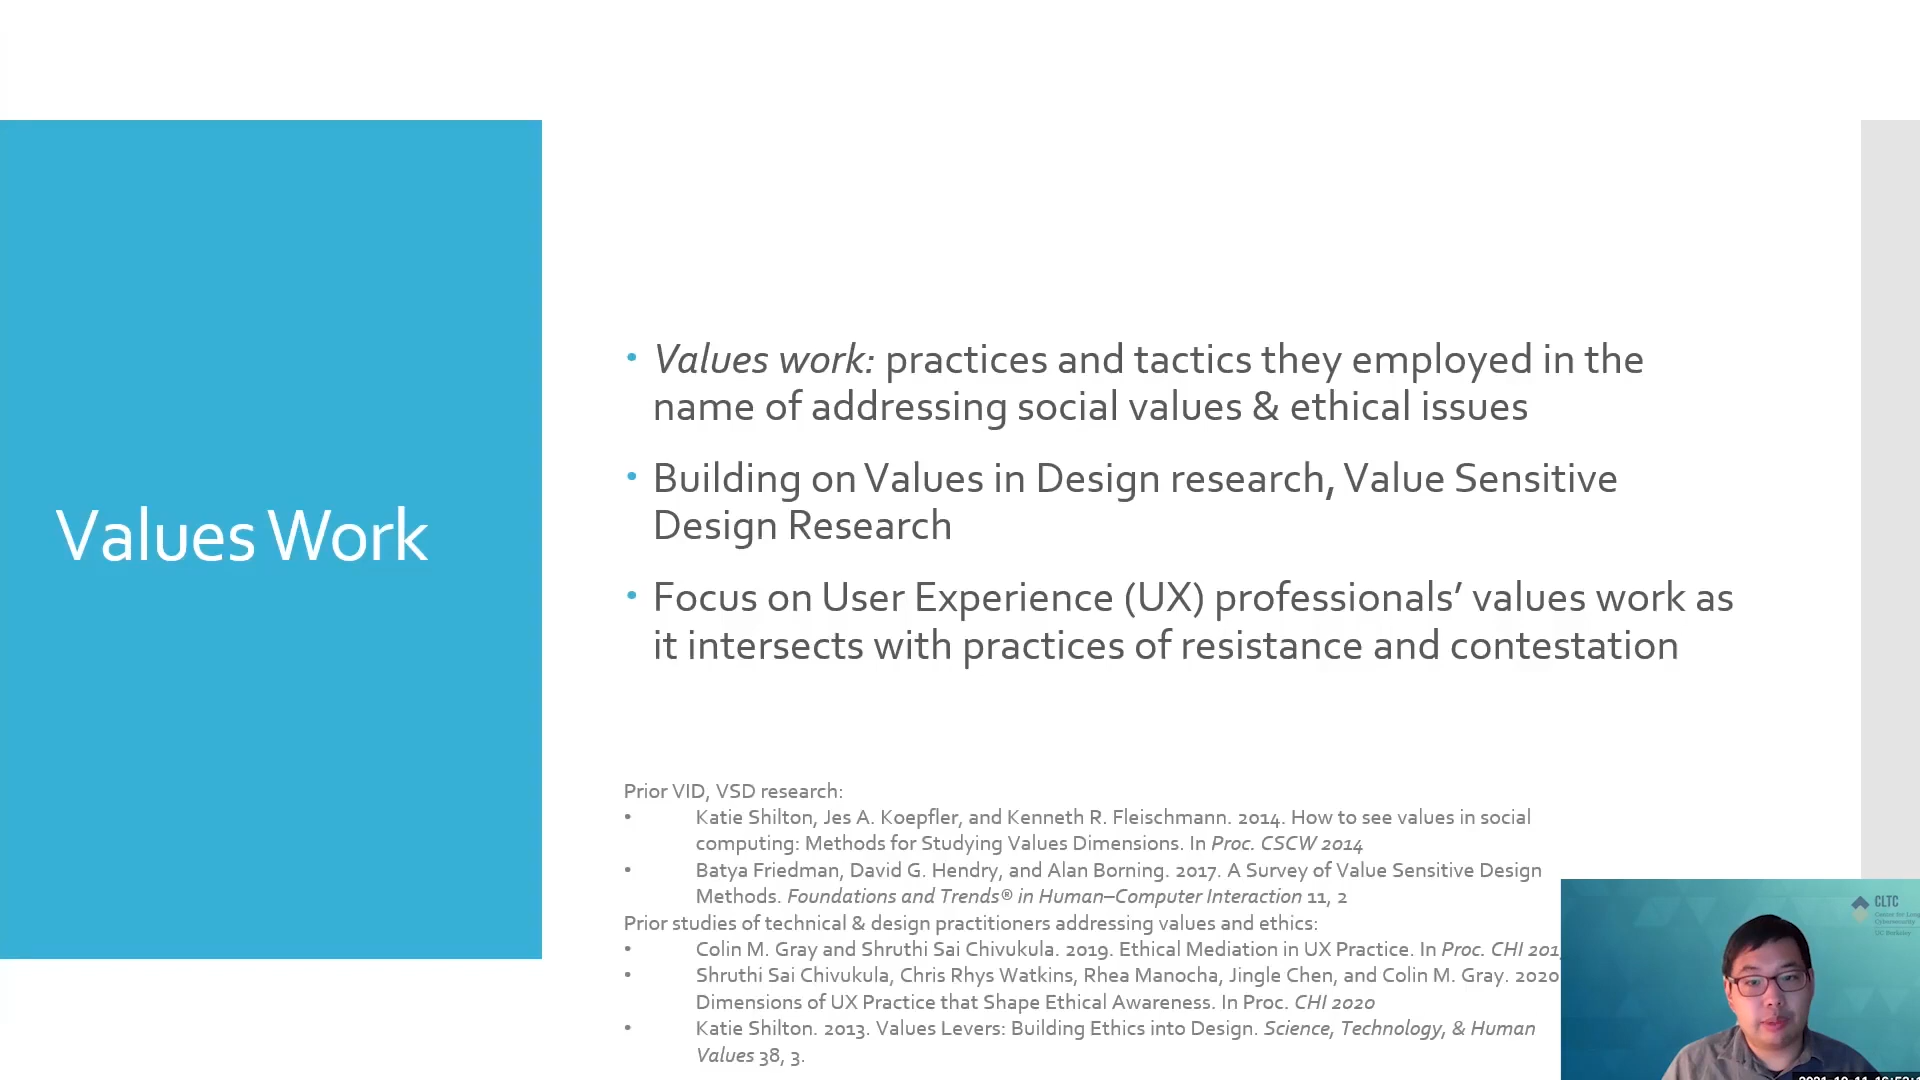 Values Work
• Values work: practices and tactics they employed in the
name of addressing social values & ethical issues
• Building on Values in Design research, Value Sensitive
Design Research
• Focus on User Experience (UX) professionals’ values work as
it intersects with practices of resistance and contestation
Prior VID, VSD research:
• Katie Shilton, Jes A. Koepfler, and Kenneth R. Fleischmann. 2014. How to see values in social
computing: Methods for Studying Values Dimensions. In Proc. CSCW 2014
• Batya Friedman, David G. Hendry, and Alan Borning. 2017. A Survey of Value Sensitive Design
Methods. Foundations and Trends® in Human–Computer Interaction 11, 2
Prior studies of technical & design practitioners addressing values and ethics:
• Colin M. Gray and Shruthi Sai Chivukula. 2019. Ethical Mediation in UX Practice. In Proc. CHI 201
• Shruthi Sai Chivukula, Chris Rhys Watkins, Rhea Manocha, Jingle Chen, and Colin M. Gray. 2020
Dimensions of UX Practice that Shape Ethical Awareness. In Proc. CHI 2020
• Katie Shilton. 2013. Values Levers: Building Ethics into Design. Science, Technology, & Human
Values 38, 3.
CLTC
Center for Long
Cybersecurity
UC Berkeley